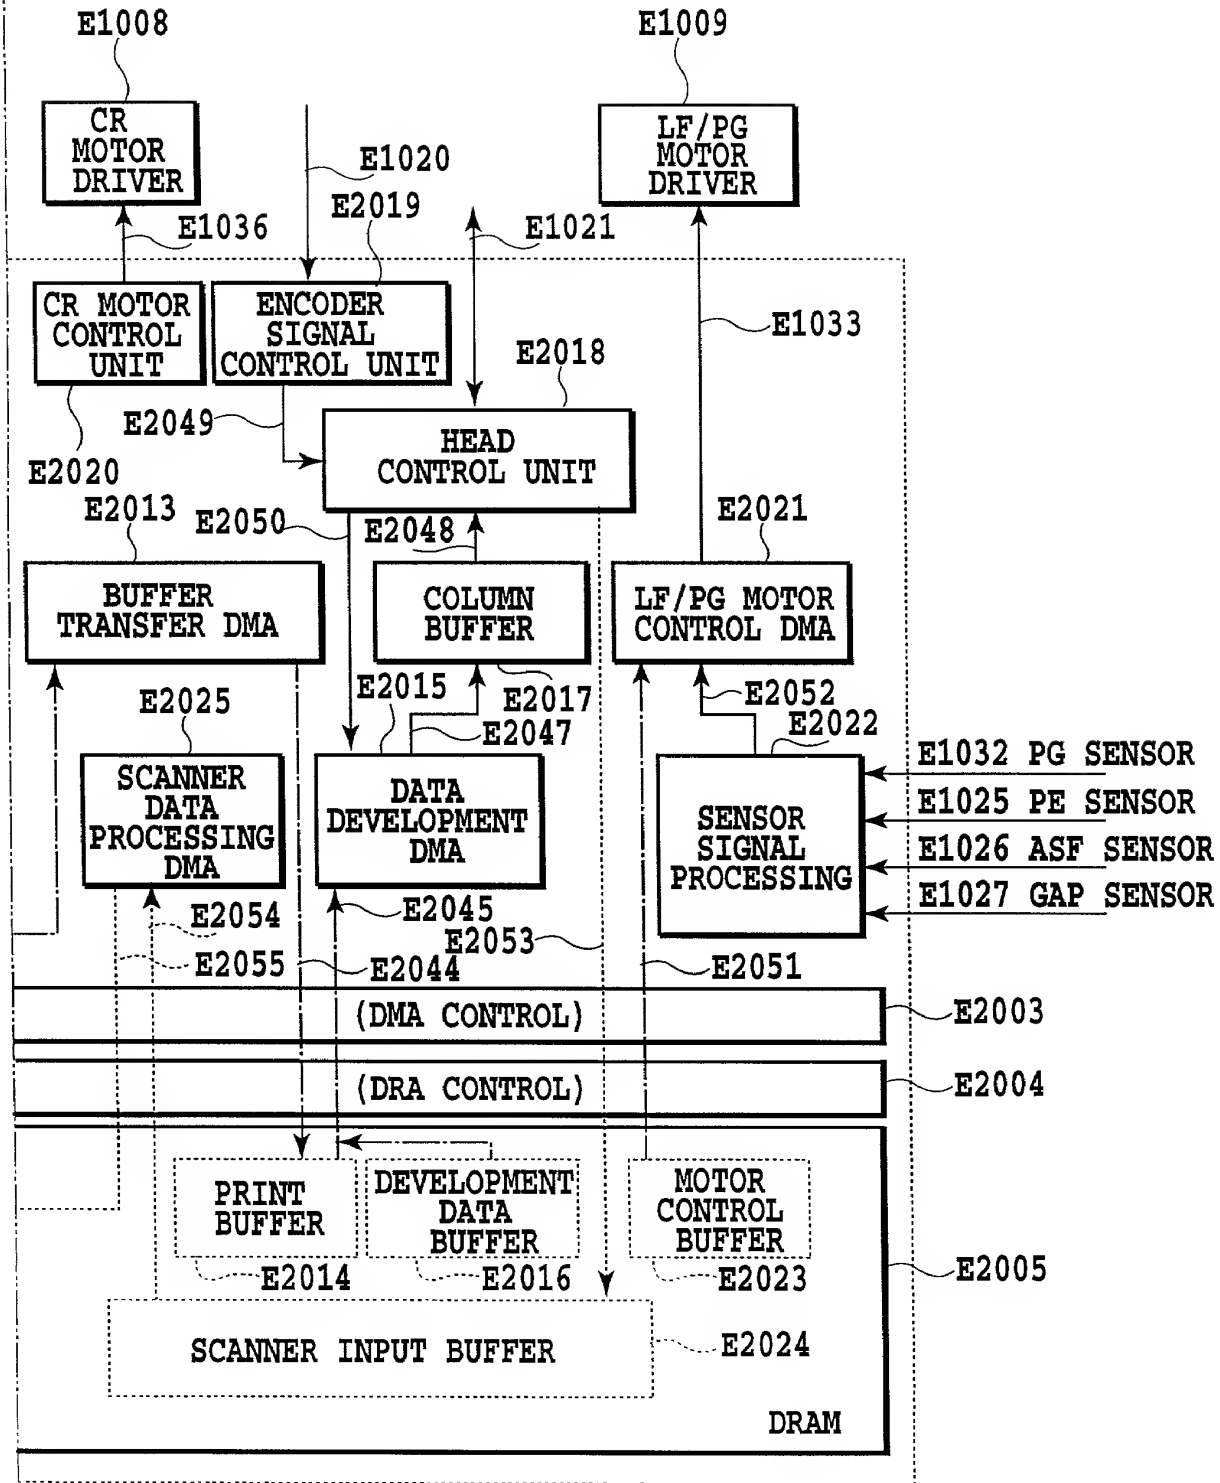 E1008
E1009
CR
MOTOR
DRIVER
LF/PG
MOTOR
DRIVER
E1020
E2019
E1036
E1021
CR MOTOR
CONTROL
UNIT
ENCODER
SIGNAL
CONTROL UNIT
E1033
E2018
E2049
HEAD
CONTROL UNIT
E2020
E2013
E2050
E2048
E2021
BUFFER
TRANSFER DMA
COLUMN
BUFFER
LF/PG MOTOR
CONTROL DMA
E2025
E2015
E2017
E2047
E2052
E2022
SCANNER
DATA
PROCESSING
DMA
DATA
DEVELOPMENT
DMA
SENSOR
SIGNAL
PROCESSING
E1032 PG SENSOR
E1025 PE SENSOR
E1026 ASF SENSOR
E1027 GAP SENSOR
E2054
E2045
E2053
E2055
E2044
E2051
(DMA CONTROL)
E2003
(DRA CONTROL)
E2004
PRINT
BUFFER
DEVELOPMENT
DATA
BUFFER
MOTOR
CONTROL
BUFFER
E2014
E2016
E2023
E2005
SCANNER INPUT BUFFER
E2024
DRAM